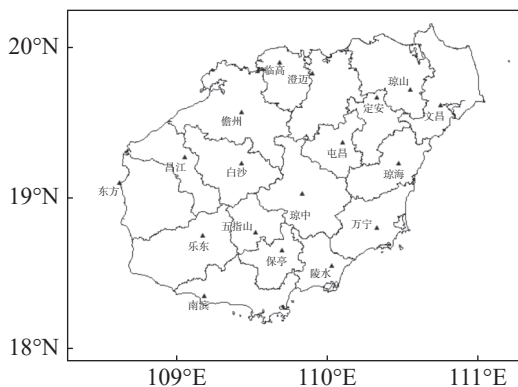 20°N
临高
澄迈
琼山
定安
文昌
儋州
屯昌
昌江
白沙
琼海
19°N
东方
琼中
五指山
万宁
乐东
保亭
陵水
南滨
18°N
109°E
110°E
111°E